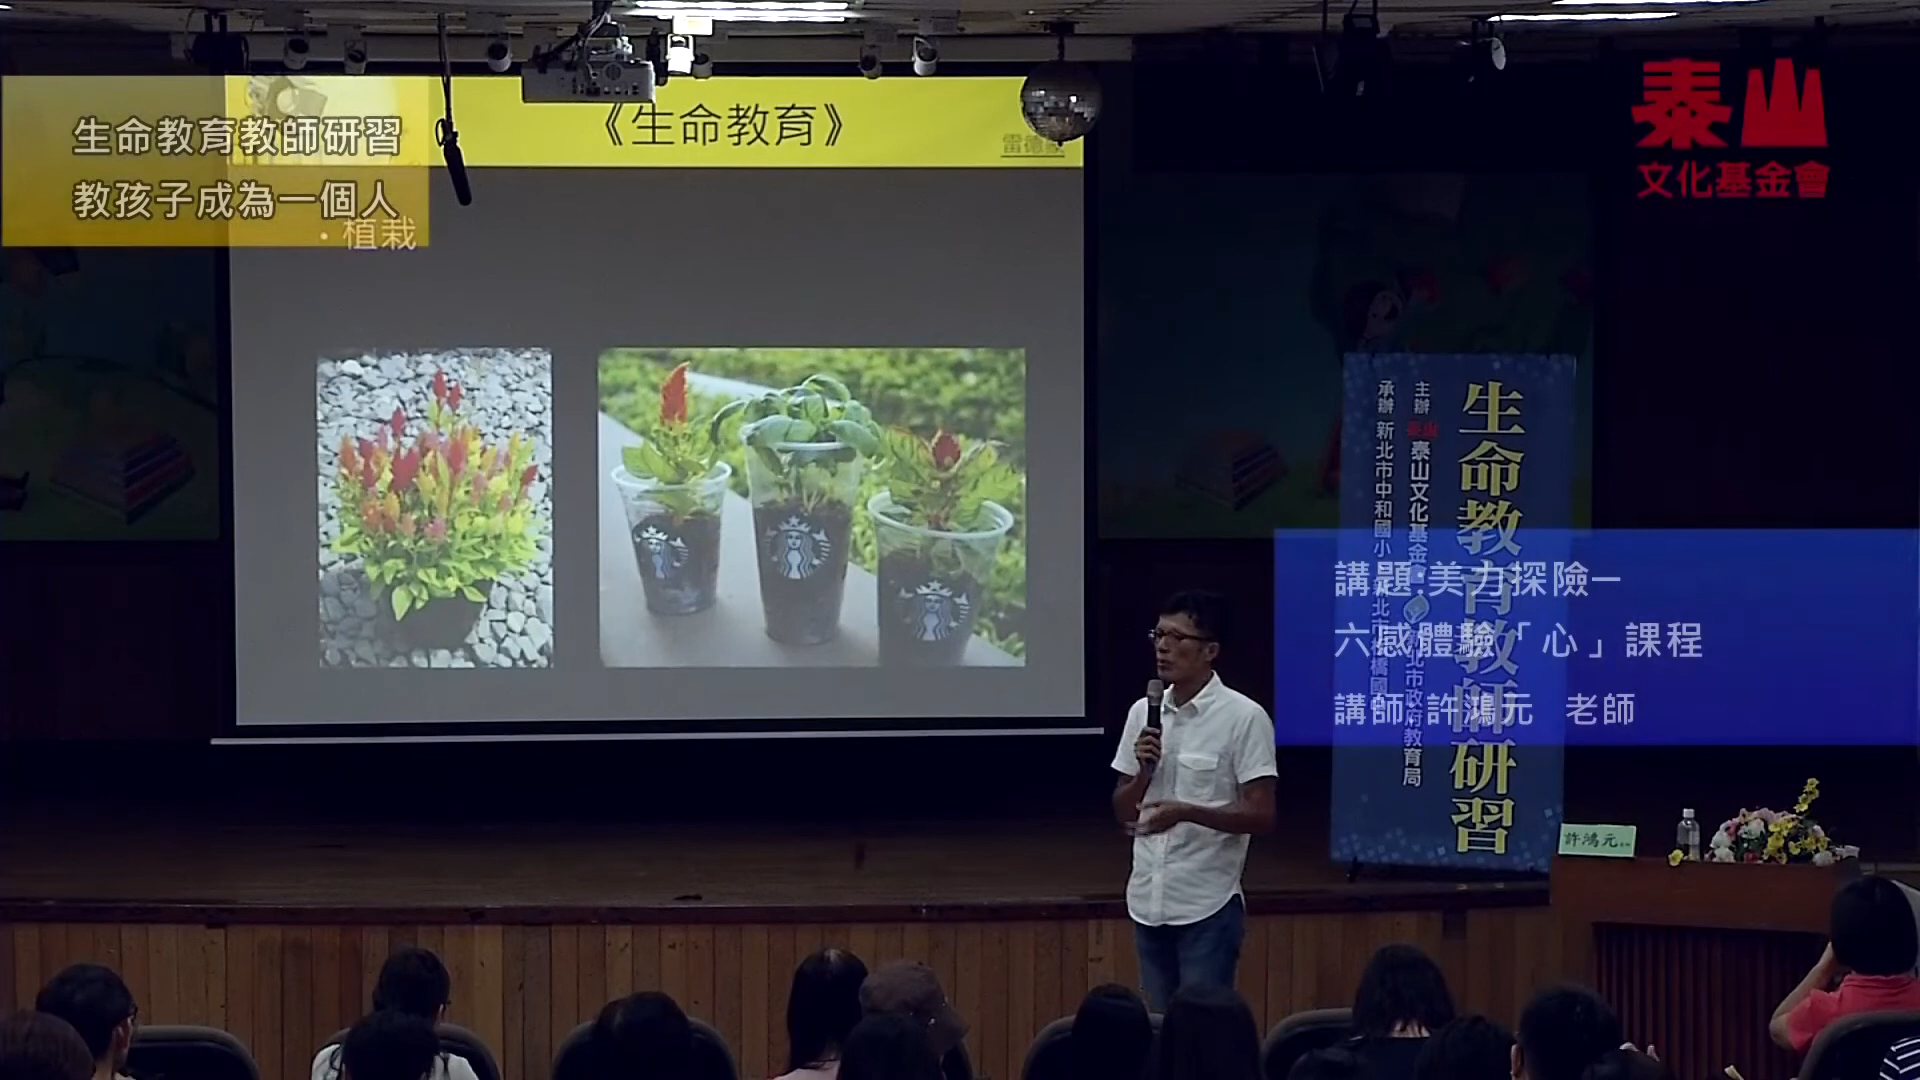 生命教育教師研習
教孩子成為一個人
《生命教育》
・植栽
泰山
文化基金會
生命教育教師研習
主辦 泰山 泰山文化基金會
新北市政府教育局
承辦 新北市中和國小
講題:美力探險—
六感體驗「心」課程
講師:許鴻元 老師
許鴻元